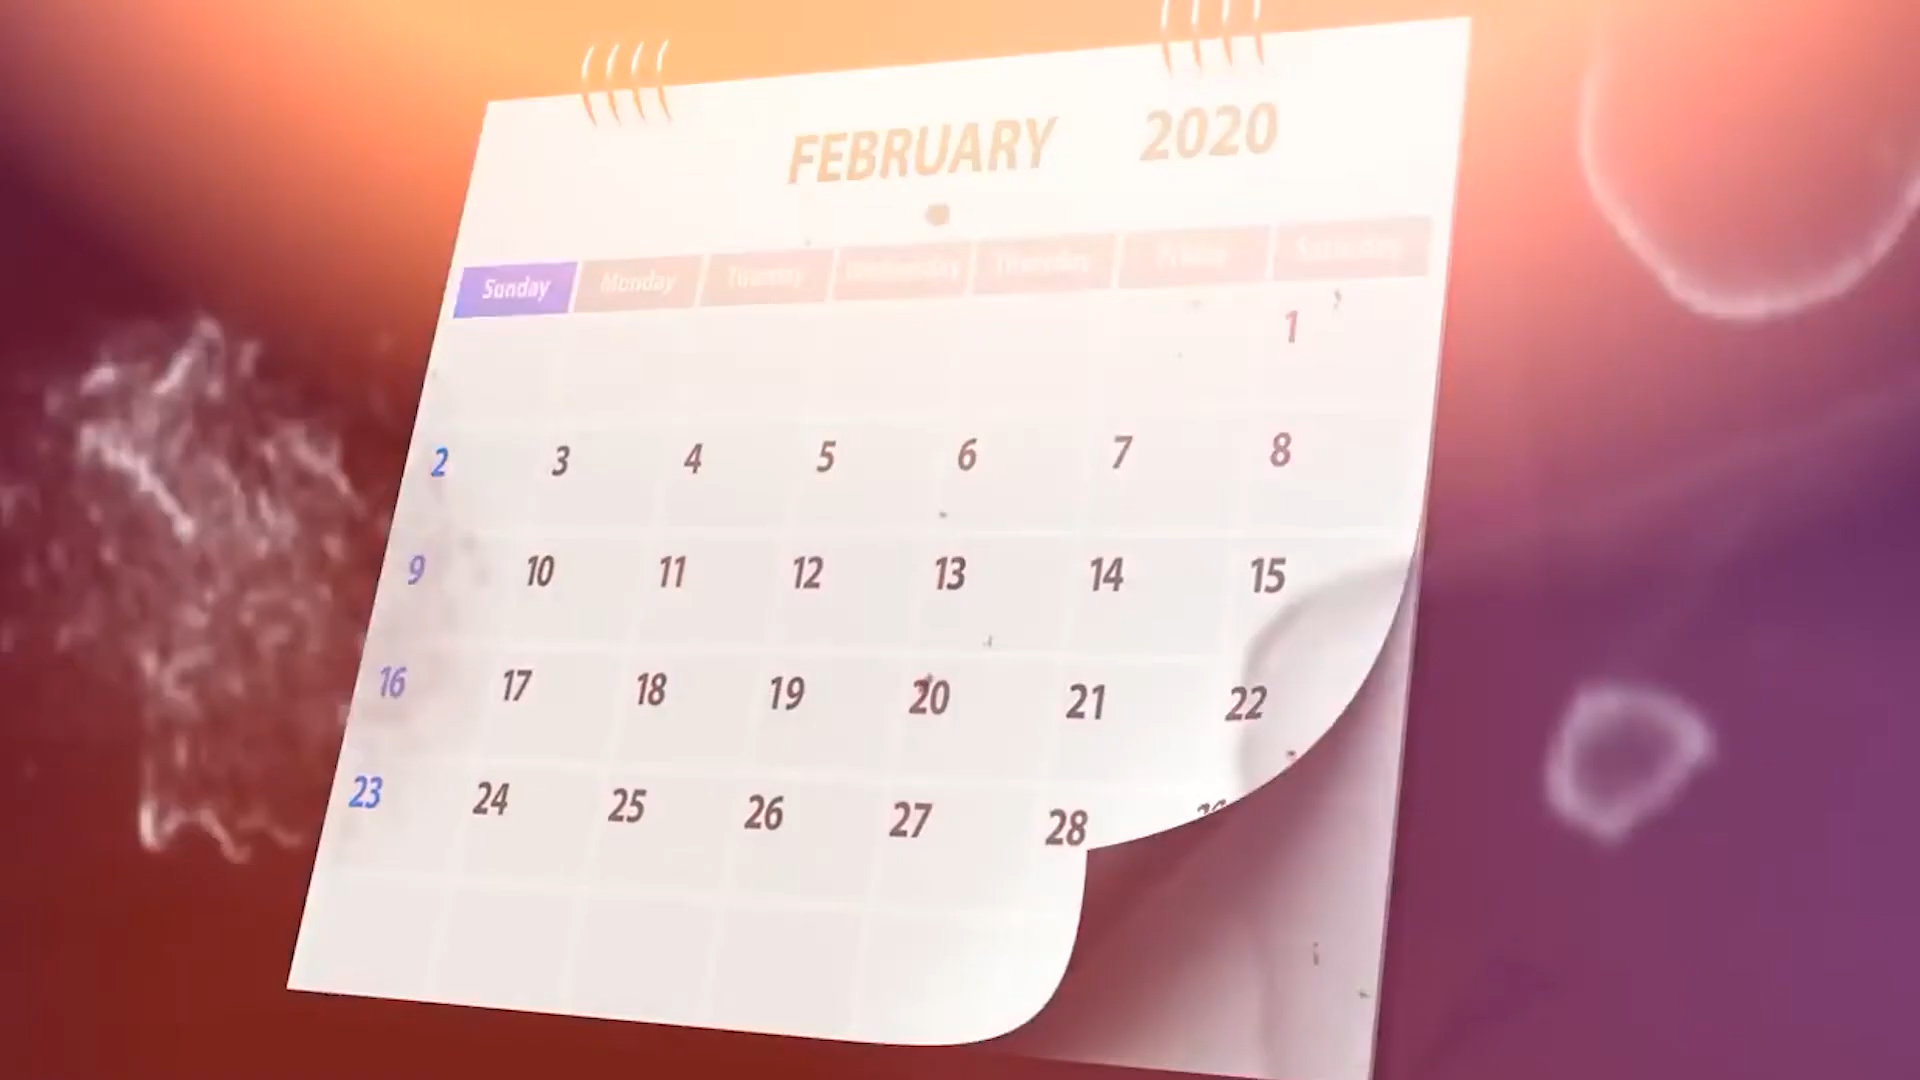 FEBRUARY 2020
Sunday Monday Tuesday Wednesday Thursday Friday Saturday
1
2 3 4 5 6 7 8
9 10 11 12 13 14 15
16 17 18 19 20 21 22
23 24 25 26 27 28